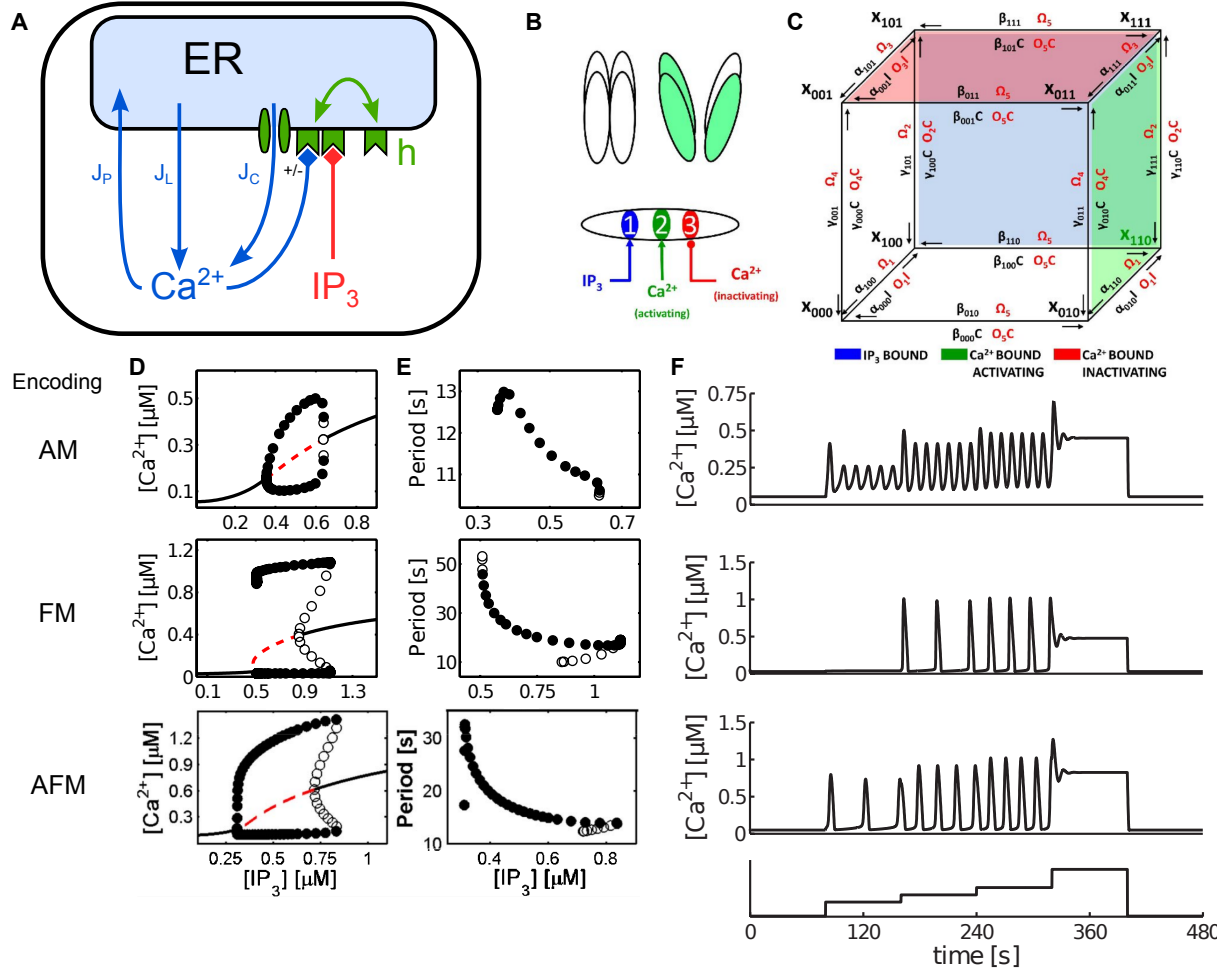 A
ER
J_P
J_L
J_C
+/-
h
Ca²⁺
IP₃
B
1 2 3
IP₃
Ca²⁺
(activating)
Ca²⁺
(inactivating)
C
X₁₀₁ β₁₁₁ Ω₅ X₁₁₁
β₁₀₁C O₅C
α₁₀₁ Ω₃
α₀₀₁I O₃I
α₁₁₁ Ω₃
α₀₁₁I O₃I
X₀₀₁ β₀₁₁ Ω₅ X₀₁₁
β₀₀₁C O₅C
Ω₄ O₄C
γ₀₀₁ γ₀₀₀C
Ω₂ O₂C
γ₁₀₁ γ₁₀₀C
Ω₄ O₄C
γ₀₁₁ γ₀₁₀C
Ω₂ O₂C
γ₁₁₁ γ₁₁₀C
X₁₀₀ β₁₁₀ Ω₅ X₁₁₀
β₁₀₀C O₅C
α₁₀₀ Ω₁
α₀₀₀I O₁I
α₁₁₀ Ω₁
α₀₁₀I O₁I
X₀₀₀ β₀₁₀ Ω₅ X₀₁₀
β₀₀₀C O₅C
IP₃ BOUND
Ca²⁺ BOUND
ACTIVATING
Ca²⁺ BOUND
INACTIVATING
Encoding
D
E
F
AM
[Ca²⁺] [µM]
0.5
0.3
0.1
0.2 0.4 0.6 0.8
Period [s]
13
12
11
0.3 0.5 0.7
[Ca²⁺] [µM]
0.75
0.5
0.25
0
FM
[Ca²⁺] [µM]
1.2
0.8
0.4
0
0.1 0.5 0.9 1.3
Period [s]
50
30
10
0.5 0.75 1
[Ca²⁺] [µM]
1.5
1
0.5
0
AFM
[Ca²⁺] [µM]
1.2
0.9
0.6
0.3
0.25 0.5 0.75 1
[IP₃] [µM]
Period [s]
30
20
10
0.4 0.6 0.8
[IP₃] [µM]
[Ca²⁺] [µM]
1.5
1
0.5
0
0 120 240 360 480
time [s]